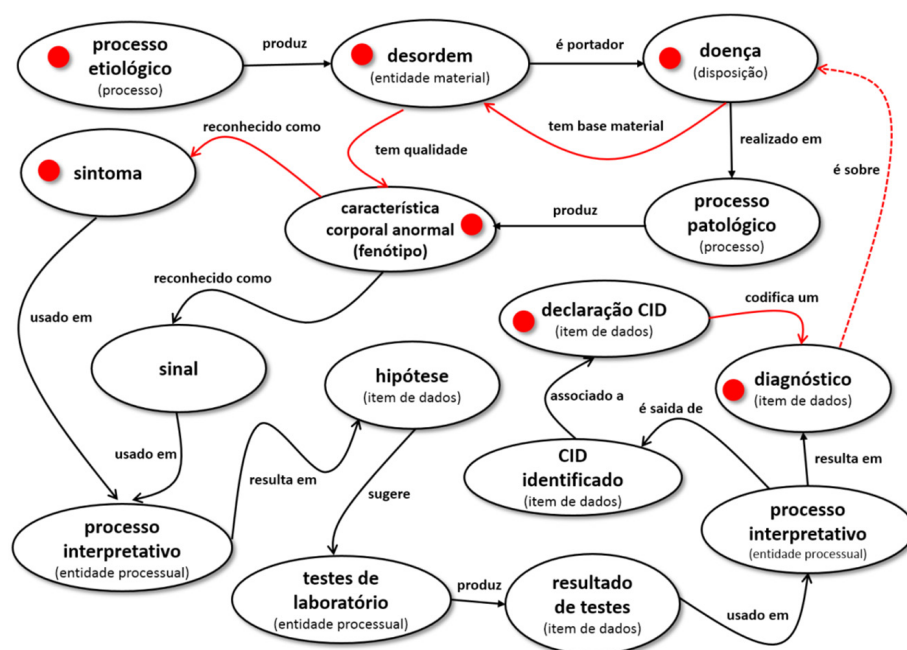 processo
etiológico
(processo)
produz
desordem
(entidade material)
é portador
doença
(disposição)
reconhecido como
tem qualidade
tem base material
realizado em
é sobre
sintoma
característica
corporal anormal
(fenótipo)
produz
processo
patológico
(processo)
reconhecido como
usado em
declaração CID
(item de dados)
codifica um
sinal
hipótese
(item de dados)
diagnóstico
(item de dados)
associado a
é saida de
usado em
resulta em
CID
identificado
(item de dados)
resulta em
sugere
processo
interpretativo
(entidade processual)
processo
interpretativo
(entidade processual)
testes de
laboratório
(entidade processual)
produz
resultado
de testes
(item de dados)
usado em